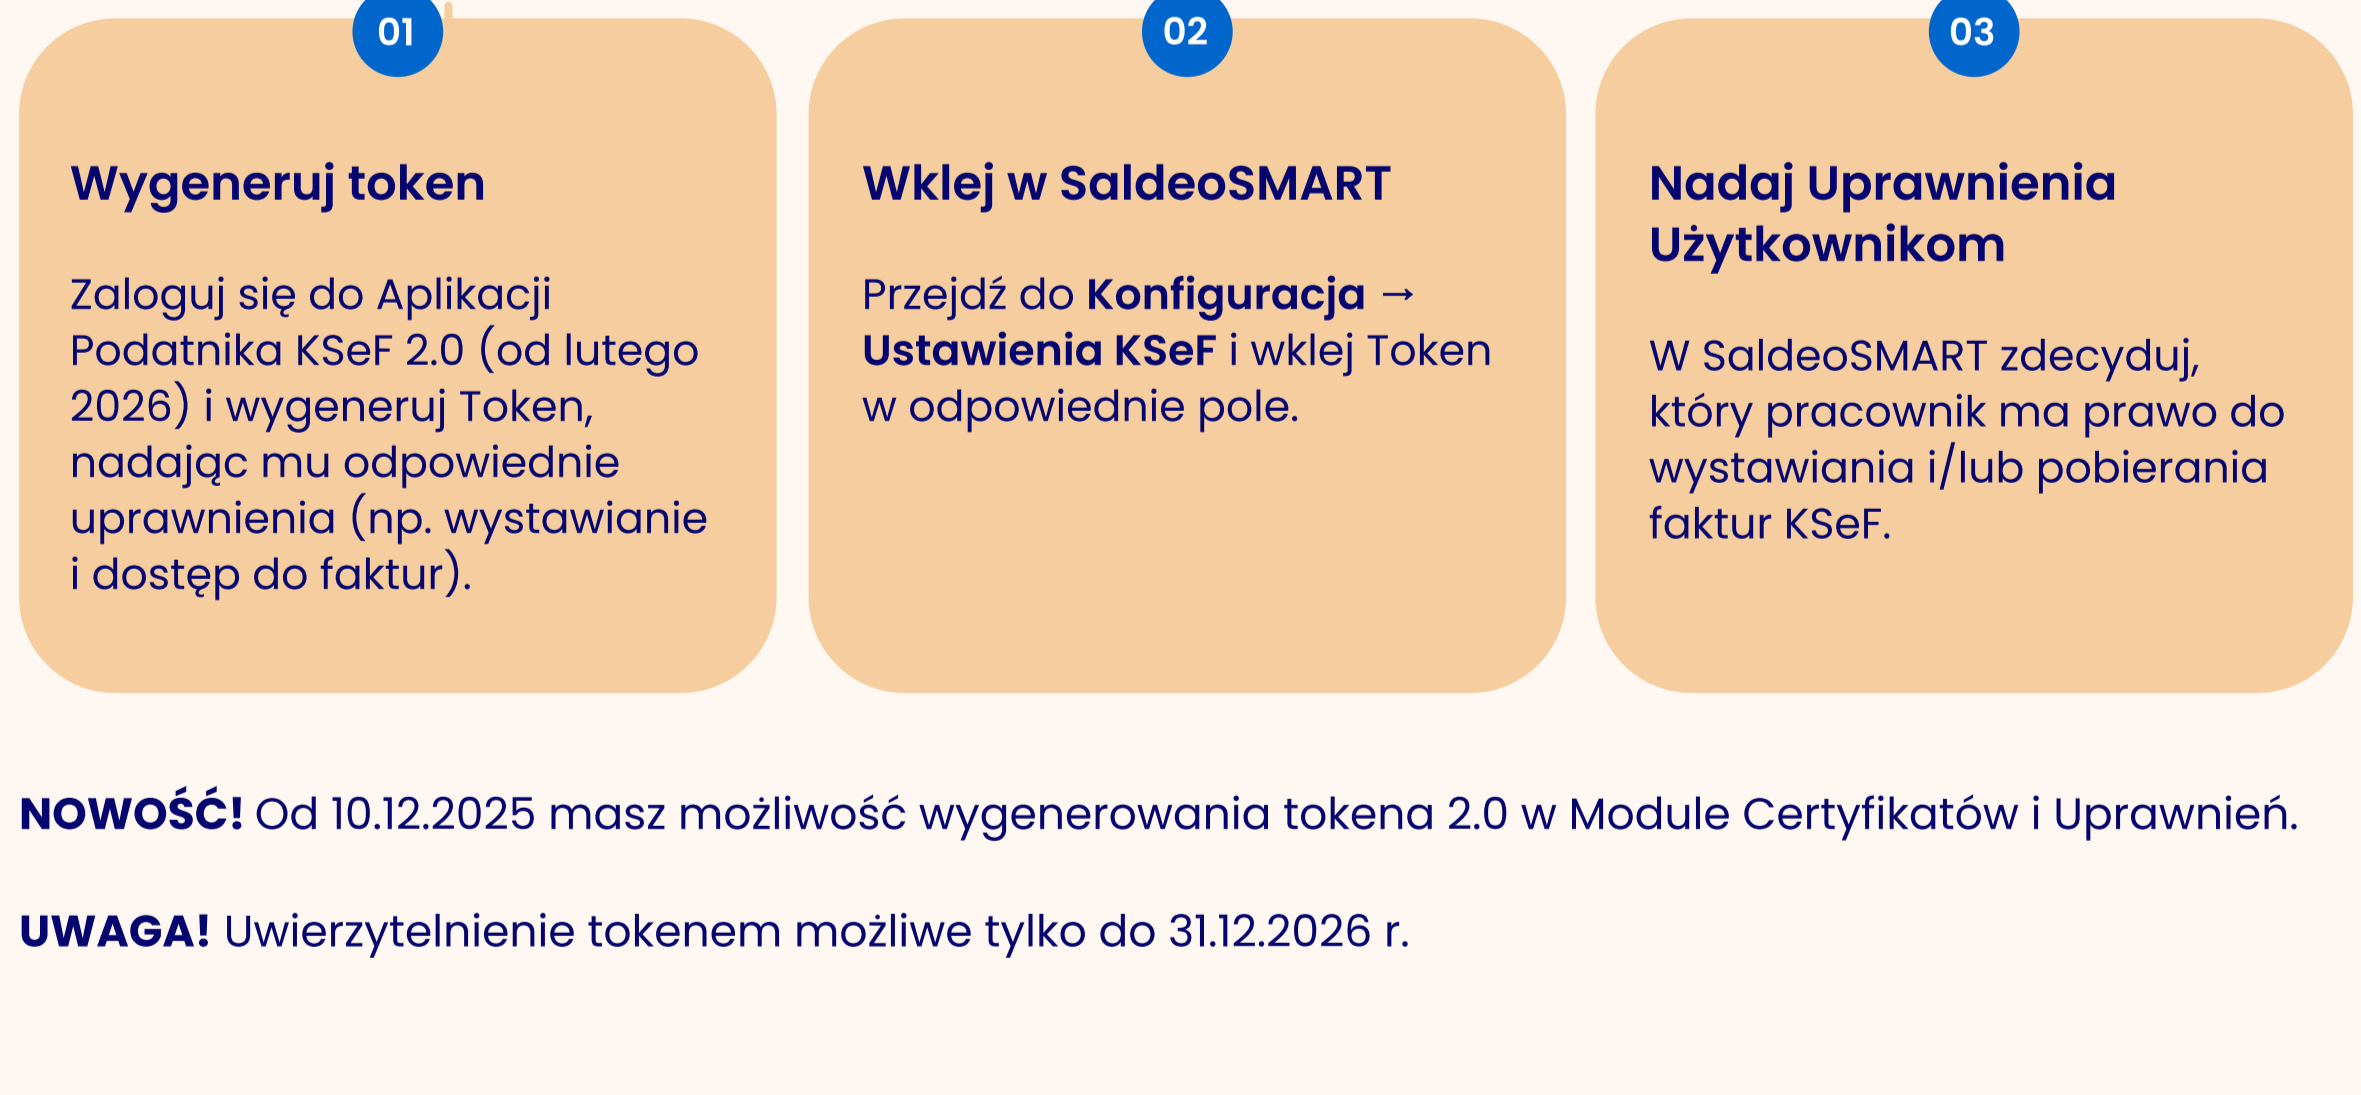 01
Wygeneruj token
Zaloguj się do Aplikacji
Podatnika KSeF 2.0 (od lutego
2026) i wygeneruj Token,
nadając mu odpowiednie
uprawnienia (np. wystawianie
i dostęp do faktur).
02
Wklej w SaldeoSMART
Przejdź do Konfiguracja →
Ustawienia KSeF i wklej Token
w odpowiednie pole.
03
Nadaj Uprawnienia
Użytkownikom
W SaldeoSMART zdecyduj,
który pracownik ma prawo do
wystawiania i/lub pobierania
faktur KSeF.
NOWOŚĆ! Od 10.12.2025 masz możliwość wygenerowania tokena 2.0 w Module Certyfikatów i Uprawnień.
UWAGA! Uwierzytelnienie tokenem możliwe tylko do 31.12.2026 r.